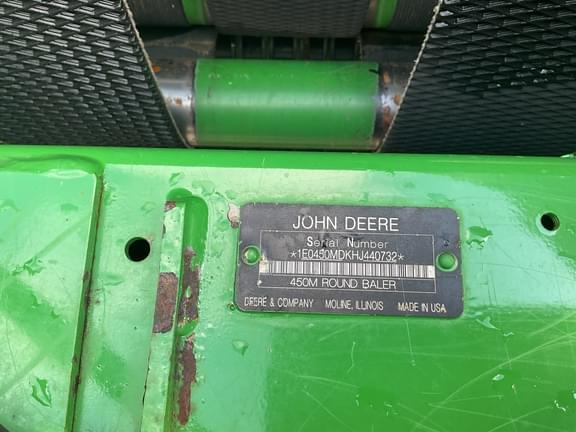 JOHN DEERE
Serial Number
*1E0450MDKHJ440732*
450M ROUND BALER
DEERE & COMPANY MOLINE, ILLINOIS MADE IN USA